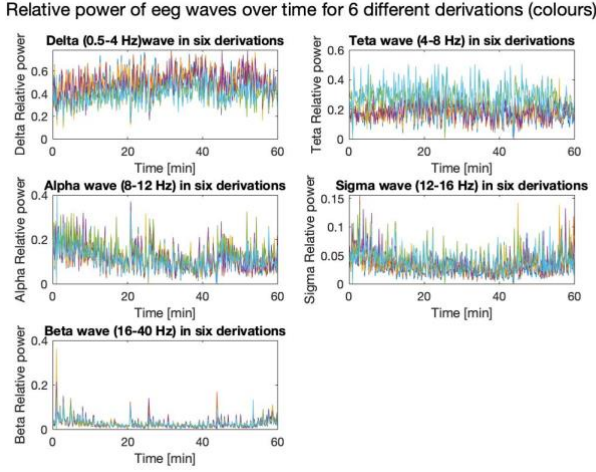 Relative power of eeg waves over time for 6 different derivations (colours)
Delta (0.5-4 Hz)wave in six derivations
Delta Relative power
0.6
0.4
0.2
0
0 20 40 60
Time [min]
Teta wave (4-8 Hz) in six derivations
Teta Relative power
0.6
0.4
0.2
0
0 20 40 60
Time [min]
Alpha wave (8-12 Hz) in six derivations
Alpha Relative power
0.4
0.2
0
0 20 40 60
Time [min]
Sigma wave (12-16 Hz) in six derivations
Sigma Relative power
0.15
0.1
0.05
0
0 20 40 60
Time [min]
Beta wave (16-40 Hz) in six derivations
Beta Relative power
0.4
0.2
0
0 20 40 60
Time [min]